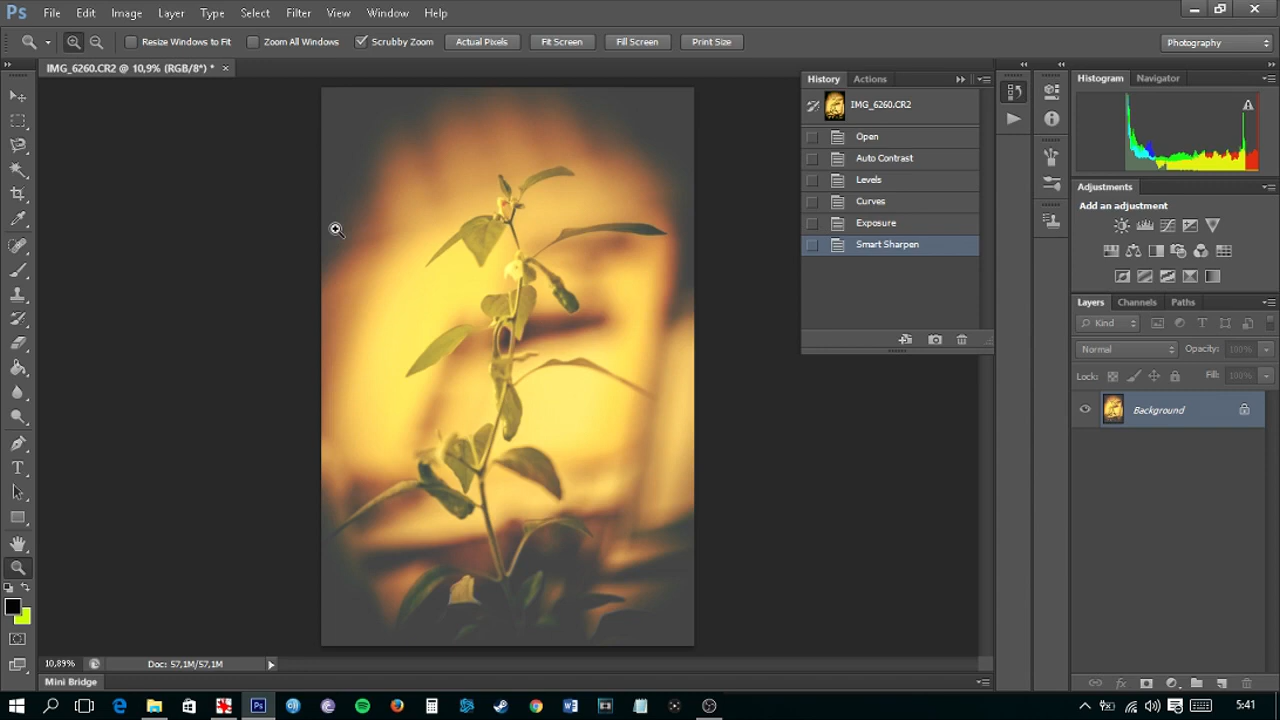 Ps File Edit Image Layer Type Select Filter View Window Help
Resize Windows to Fit Zoom All Windows Scrubby Zoom Actual Pixels Fit Screen Fill Screen Print Size Photography
IMG_6260.CR2 @ 10,9% (RGB/8*) *
History Actions
IMG_6260.CR2
Open
Auto Contrast
Levels
Curves
Exposure
Smart Sharpen
Histogram Navigator
Adjustments
Add an adjustment
Layers Channels Paths
Kind
Normal Opacity: 100%
Lock: Fill: 100%
Background
10,89% Doc: 57,1M/57,1M
Mini Bridge
5:41